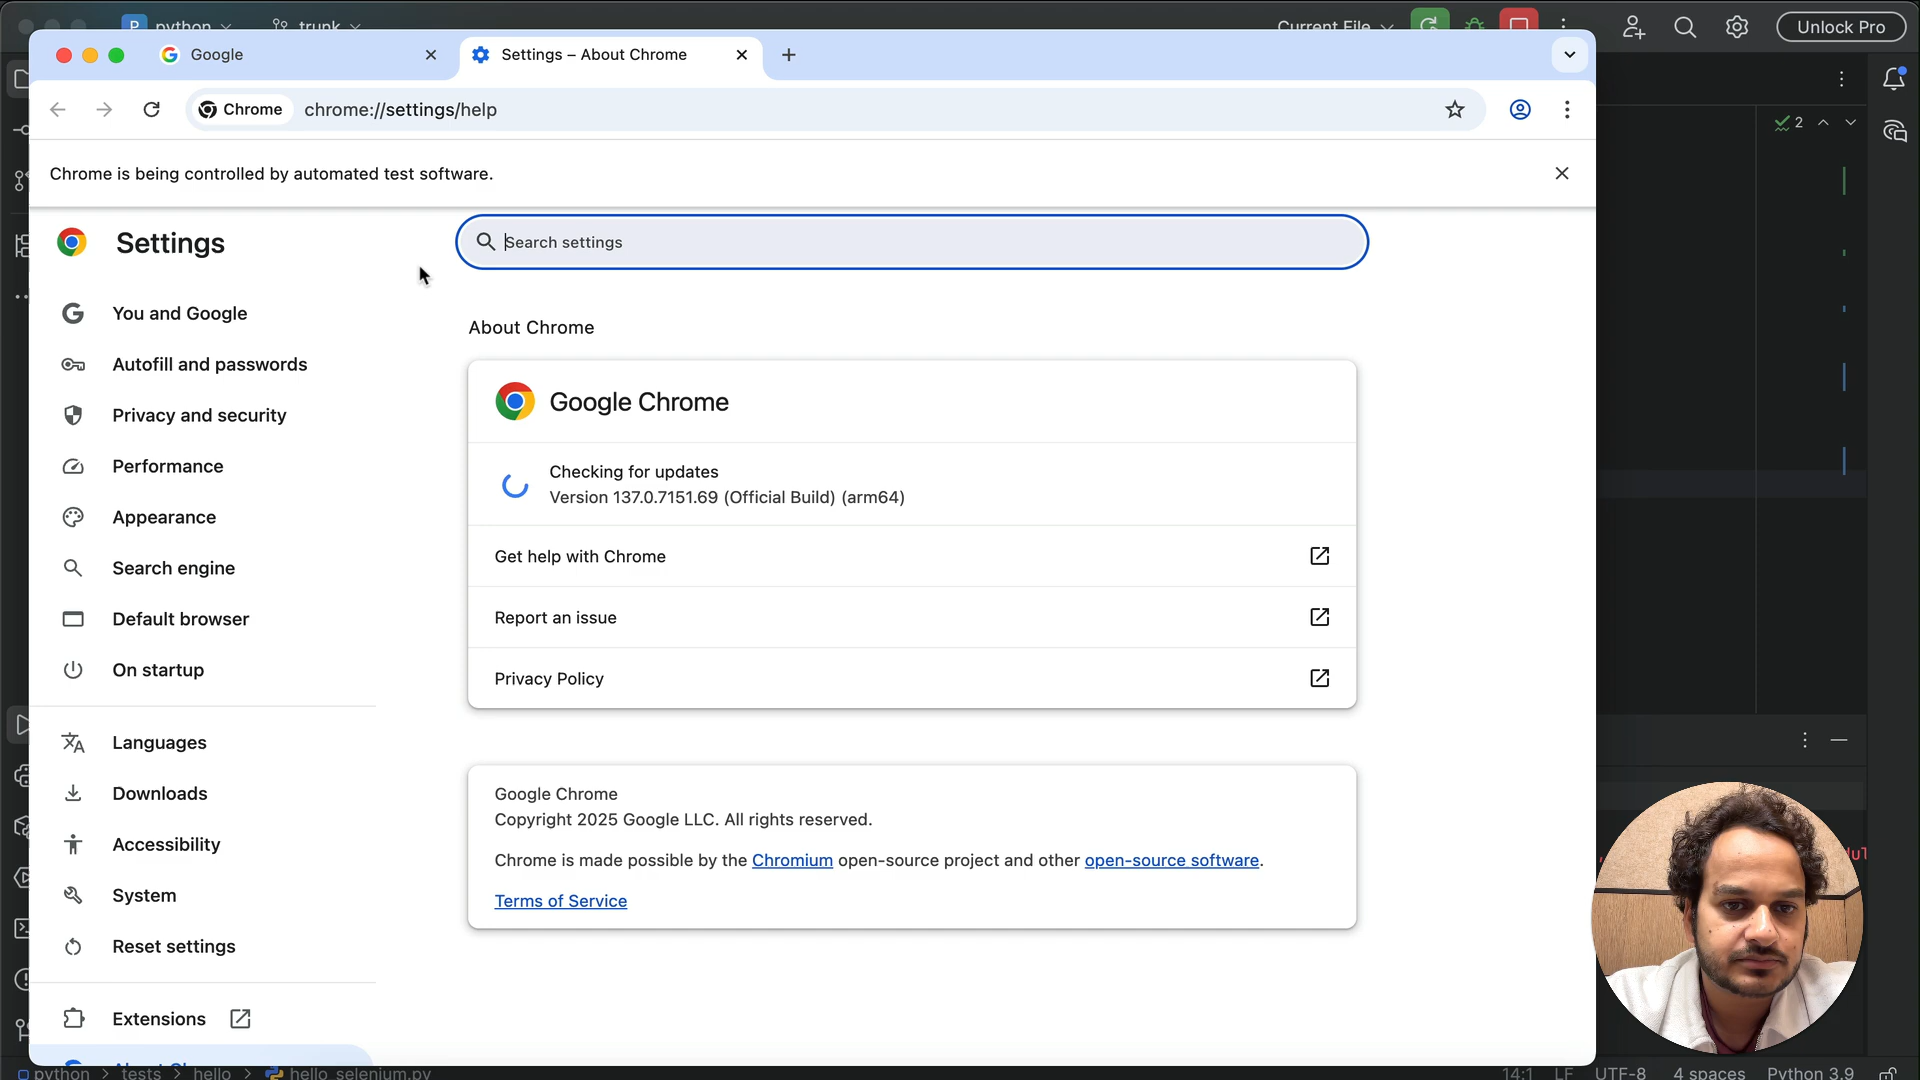 python
trunk
Current File
Unlock Pro
Google
Settings – About Chrome
Chrome
chrome://settings/help
2
Chrome is being controlled by automated test software.
Settings
Search settings
You and Google
Autofill and passwords
Privacy and security
Performance
Appearance
Search engine
Default browser
On startup
Languages
Downloads
Accessibility
System
Reset settings
Extensions
About Chrome
Google Chrome
Checking for updates
Version 137.0.7151.69 (Official Build) (arm64)
Get help with Chrome
Report an issue
Privacy Policy
Google Chrome
Copyright 2025 Google LLC. All rights reserved.
Chrome is made possible by the Chromium open-source project and other open-source software.
Terms of Service
python > tests > hello > hello_selenium.py
14:1 LF UTF-8 4 spaces Python 3.9